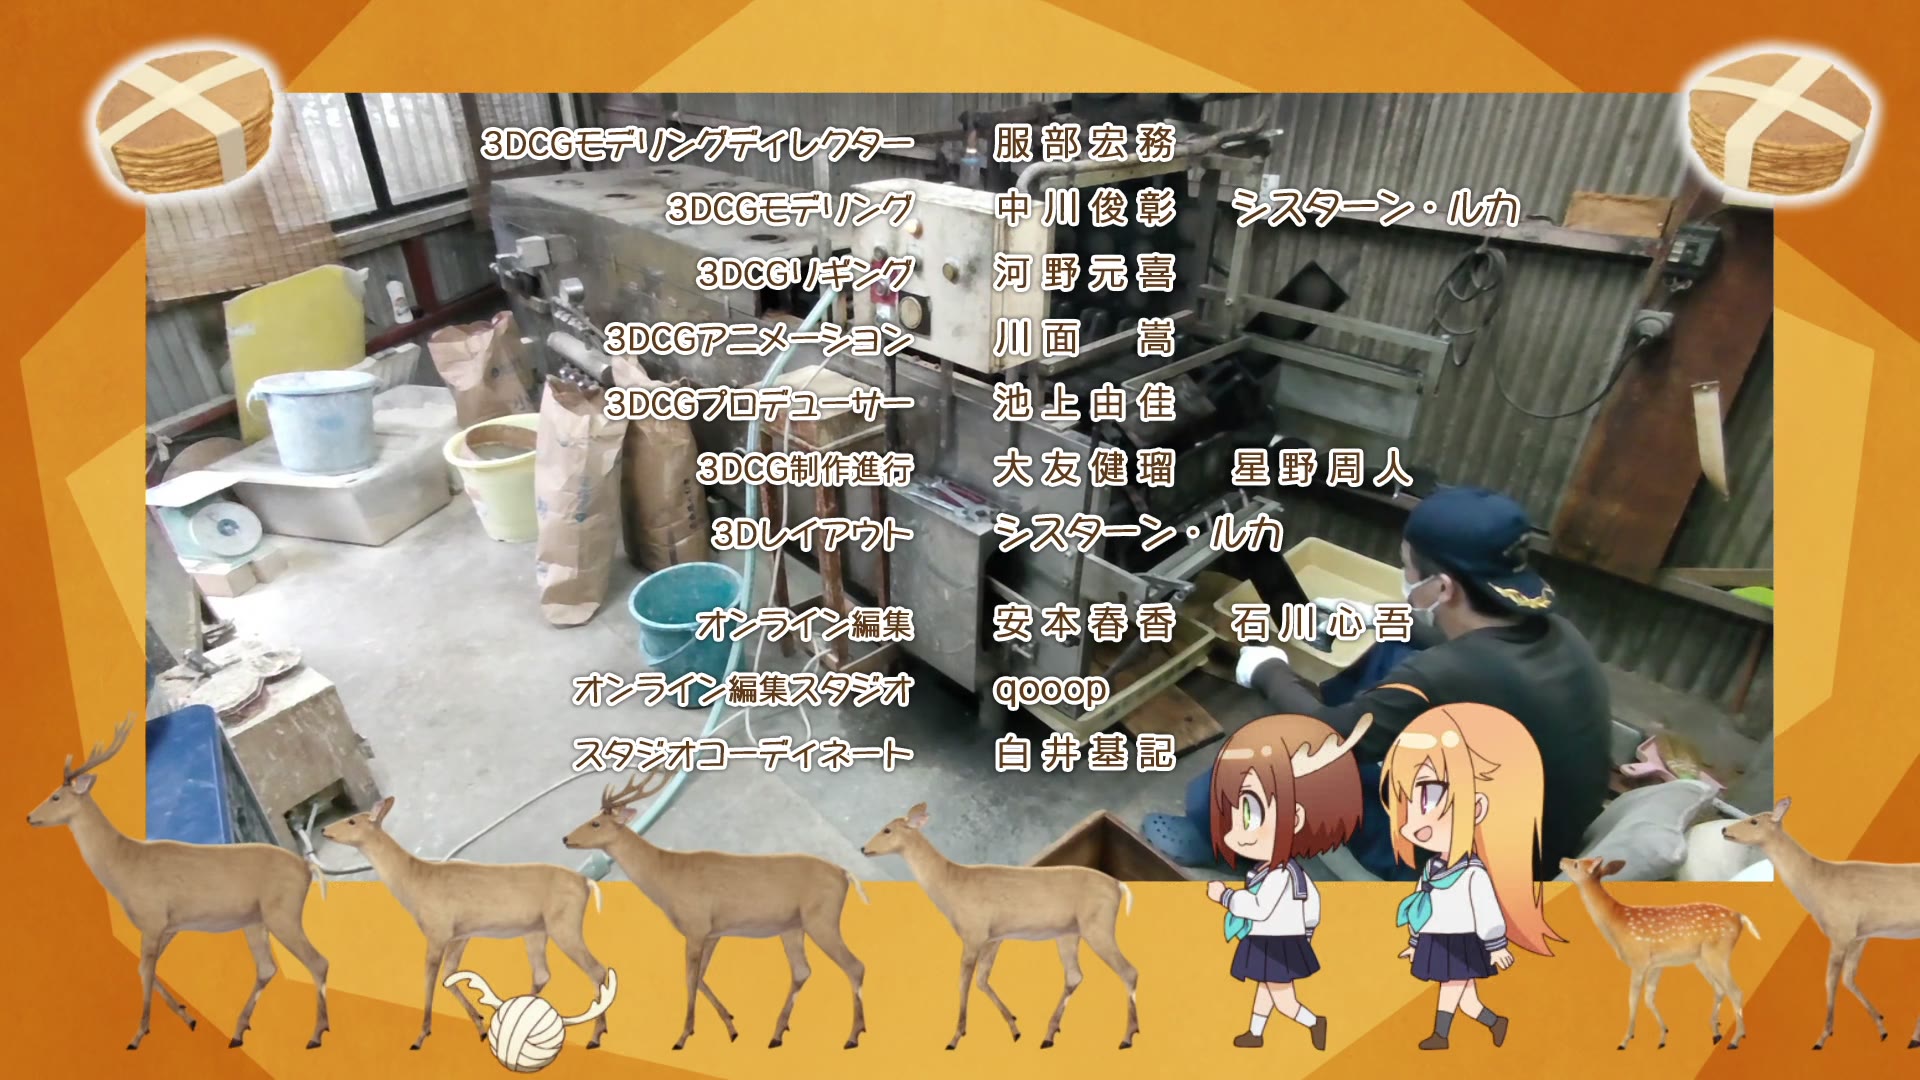 3DCGモデリングディレクター 服部宏務
3DCGモデリング 中川俊彰 シスターン・ルカ
3DCGリギング 河野元喜
3DCGアニメーション 川面 嵩
3DCGプロデューサー 池上由佳
3DCG制作進行 大友健瑠 星野周人
3Dレイアウト シスターン・ルカ
オンライン編集 安本春香 石川心吾
オンライン編集スタジオ qooop
スタジオコーディネート 白井基記